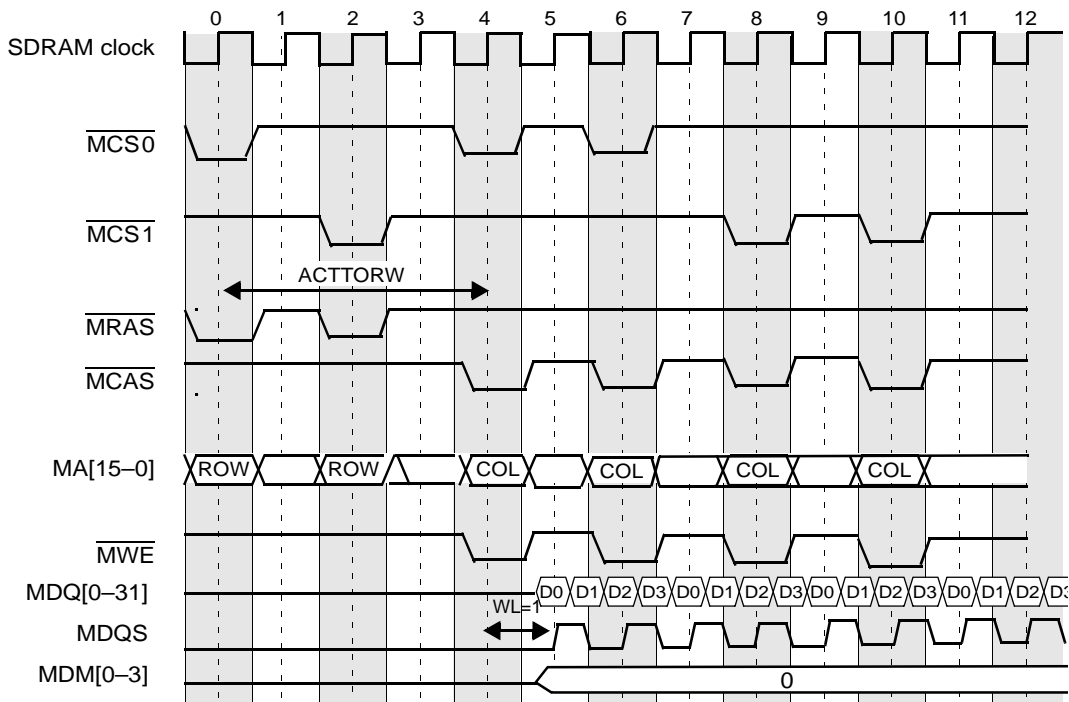 0 1 2 3 4 5 6 7 8 9 10 11 12
SDRAM clock
MCS0
MCS1
ACTTORW
MRAS
MCAS
MA[15–0] ROW ROW COL COL COL COL
MWE
MDQ[0–31] D0 D1 D2 D3 D0 D1 D2 D3 D0 D1 D2 D3 D0 D1 D2 D3
WL=1
MDQS
MDM[0–3] 0